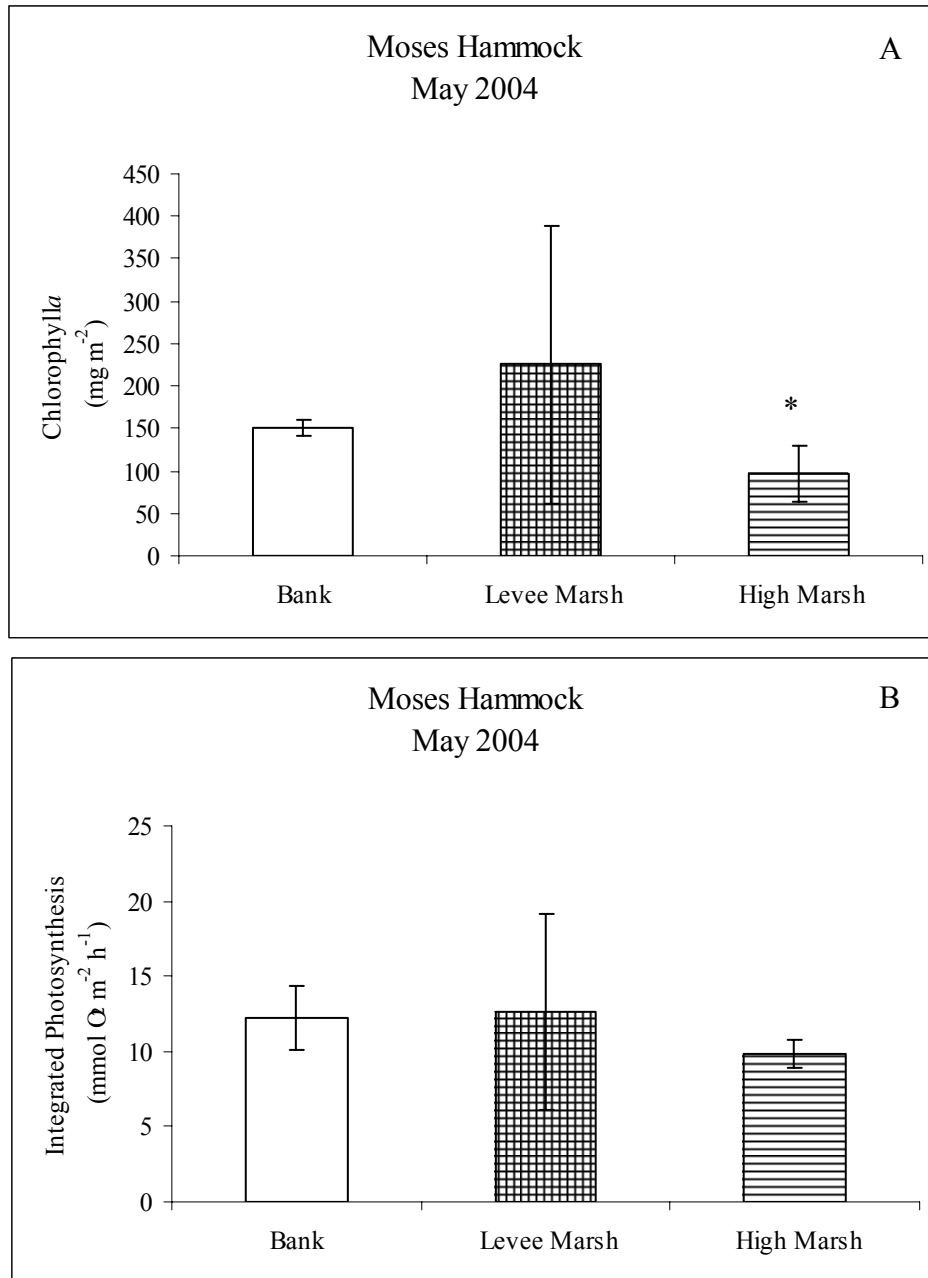 Moses Hammock
May 2004
A
Chlorophylla
(mg m-2)
450
400
350
300
250
200
150
100
50
0
*
Bank
Levee Marsh
High Marsh
Moses Hammock
May 2004
B
Integrated Photosynthesis
(mmol O2 m-2 h-1)
25
20
15
10
5
0
Bank
Levee Marsh
High Marsh